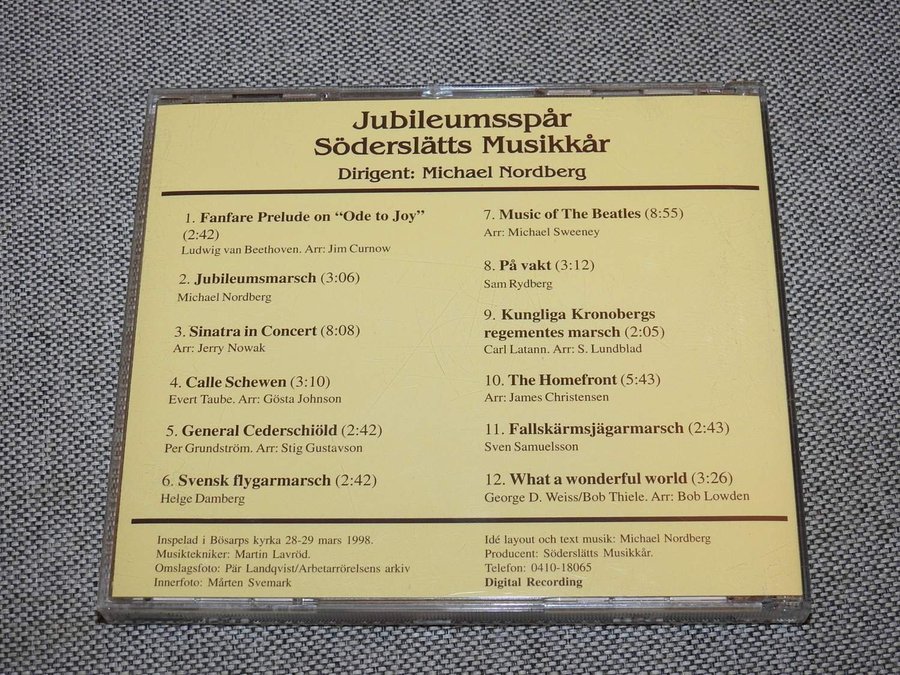 Jubileumsspår
Söderslätts Musikkår
Dirigent: Michael Nordberg
1. Fanfare Prelude on “Ode to Joy”
(2:42)
Ludwig van Beethoven. Arr: Jim Curnow
2. Jubileumsmarsch (3:06)
Michael Nordberg
3. Sinatra in Concert (8:08)
Arr: Jerry Nowak
4. Calle Schewen (3:10)
Evert Taube. Arr: Gösta Johnson
5. General Cederschiöld (2:42)
Per Grundström. Arr: Stig Gustavson
6. Svensk flygarmarsch (2:42)
Helge Damberg
7. Music of The Beatles (8:55)
Arr: Michael Sweeney
8. På vakt (3:12)
Sam Rydberg
9. Kungliga Kronobergs
regementes marsch (2:05)
Carl Latann. Arr: S. Lundblad
10. The Homefront (5:43)
Arr: James Christensen
11. Fallskärmsjägarmarsch (2:43)
Sven Samuelsson
12. What a wonderful world (3:26)
George D. Weiss/Bob Thiele. Arr: Bob Lowden
Inspelad i Bösarps kyrka 28-29 mars 1998.
Musiktekniker: Martin Lavröd.
Omslagsfoto: Pär Landqvist/Arbetarrörelsens arkiv
Innerfoto: Mårten Svemark
Idé layout och text musik: Michael Nordberg
Producent: Söderslätts Musikkår.
Telefon: 0410-18065
Digital Recording